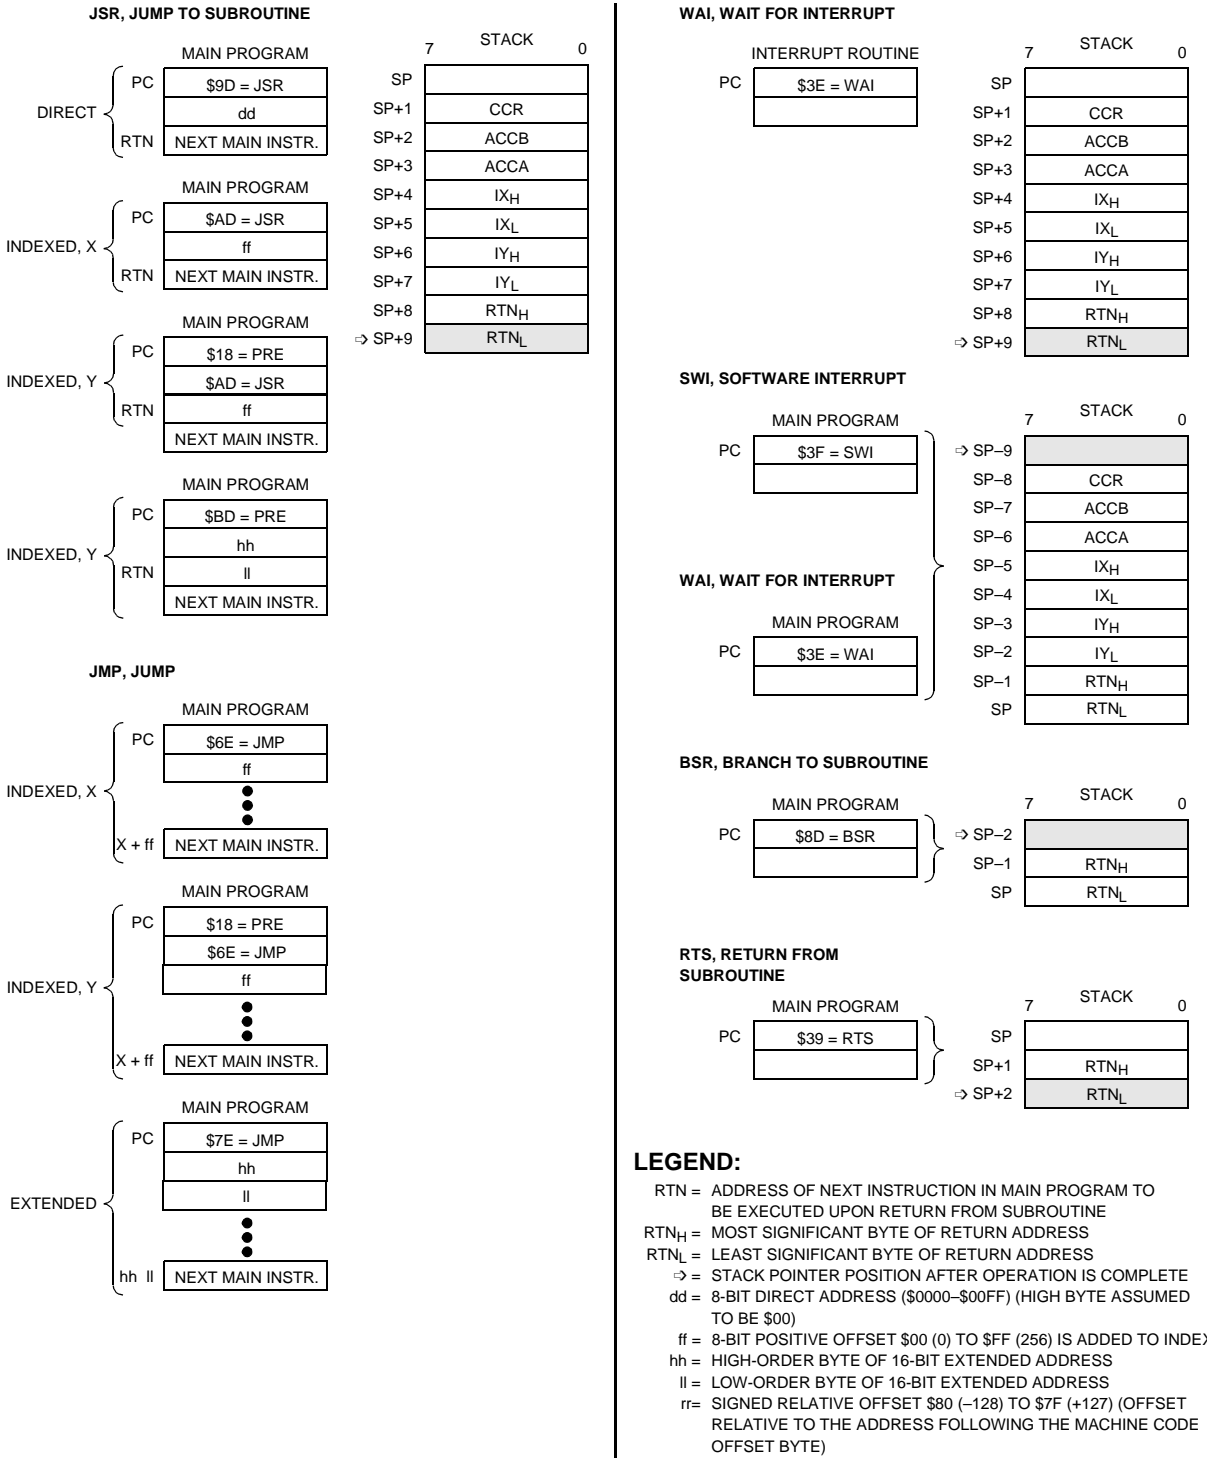 JSR, JUMP TO SUBROUTINE
MAIN PROGRAM
7 STACK 0
DIRECT
PC $9D = JSR
dd
RTN NEXT MAIN INSTR.
SP
SP+1 CCR
SP+2 ACCB
SP+3 ACCA
SP+4 IXH
SP+5 IXL
SP+6 IYH
SP+7 IYL
SP+8 RTNH
➩ SP+9 RTNL
MAIN PROGRAM
INDEXED, X
PC $AD = JSR
ff
RTN NEXT MAIN INSTR.
MAIN PROGRAM
INDEXED, Y
PC $18 = PRE
$AD = JSR
RTN ff
NEXT MAIN INSTR.
MAIN PROGRAM
INDEXED, Y
PC $BD = PRE
hh
RTN ll
NEXT MAIN INSTR.
JMP, JUMP
MAIN PROGRAM
INDEXED, X
PC $6E = JMP
ff
X + ff NEXT MAIN INSTR.
MAIN PROGRAM
INDEXED, Y
PC $18 = PRE
$6E = JMP
ff
X + ff NEXT MAIN INSTR.
MAIN PROGRAM
EXTENDED
PC $7E = JMP
hh
ll
hh ll NEXT MAIN INSTR.
WAI, WAIT FOR INTERRUPT
INTERRUPT ROUTINE
PC $3E = WAI
7 STACK 0
SP
SP+1 CCR
SP+2 ACCB
SP+3 ACCA
SP+4 IXH
SP+5 IXL
SP+6 IYH
SP+7 IYL
SP+8 RTNH
➩ SP+9 RTNL
SWI, SOFTWARE INTERRUPT
MAIN PROGRAM
PC $3F = SWI
WAI, WAIT FOR INTERRUPT
MAIN PROGRAM
PC $3E = WAI
7 STACK 0
➩ SP–9
SP–8 CCR
SP–7 ACCB
SP–6 ACCA
SP–5 IXH
SP–4 IXL
SP–3 IYH
SP–2 IYL
SP–1 RTNH
SP RTNL
BSR, BRANCH TO SUBROUTINE
MAIN PROGRAM
PC $8D = BSR
7 STACK 0
➩ SP–2
SP–1 RTNH
SP RTNL
RTS, RETURN FROM
SUBROUTINE
MAIN PROGRAM
PC $39 = RTS
7 STACK 0
SP
SP+1 RTNH
➩ SP+2 RTNL
LEGEND:
RTN = ADDRESS OF NEXT INSTRUCTION IN MAIN PROGRAM TO
BE EXECUTED UPON RETURN FROM SUBROUTINE
RTNH = MOST SIGNIFICANT BYTE OF RETURN ADDRESS
RTNL = LEAST SIGNIFICANT BYTE OF RETURN ADDRESS
➩ = STACK POINTER POSITION AFTER OPERATION IS COMPLETE
dd = 8-BIT DIRECT ADDRESS ($0000–$00FF) (HIGH BYTE ASSUMED
TO BE $00)
ff = 8-BIT POSITIVE OFFSET $00 (0) TO $FF (256) IS ADDED TO INDEX
hh = HIGH-ORDER BYTE OF 16-BIT EXTENDED ADDRESS
ll = LOW-ORDER BYTE OF 16-BIT EXTENDED ADDRESS
rr= SIGNED RELATIVE OFFSET $80 (–128) TO $7F (+127) (OFFSET
RELATIVE TO THE ADDRESS FOLLOWING THE MACHINE CODE
OFFSET BYTE)